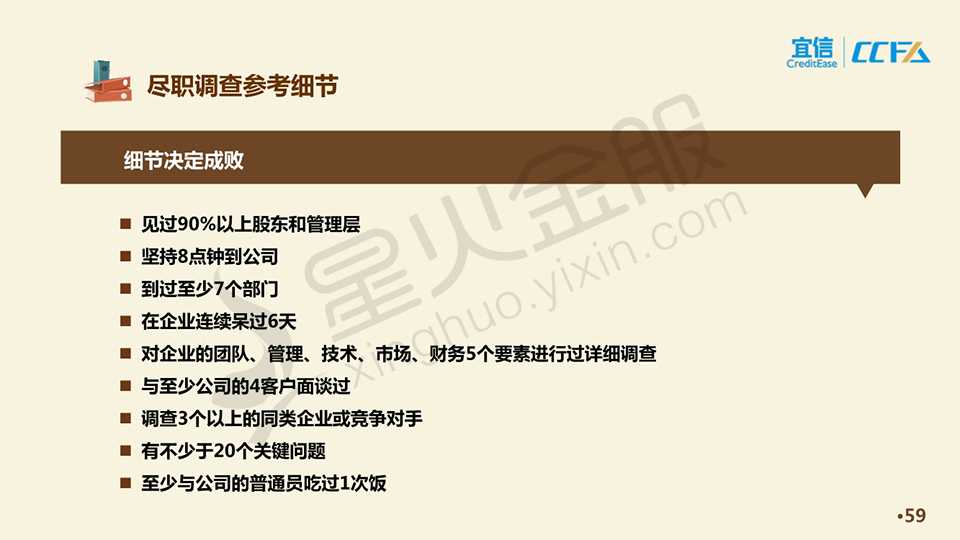 宜信
CreditEase
CCFA
尽职调查参考细节
细节决定成败
■ 见过90%以上股东和管理层
■ 坚持8点钟到公司
■ 到过至少7个部门
■ 在企业连续呆过6天
■ 对企业的团队、管理、技术、市场、财务5个要素进行过详细调查
■ 与至少公司的4客户面谈过
■ 调查3个以上的同类企业或竞争对手
■ 有不少于20个关键问题
■ 至少与公司的普通员吃过1次饭
星火金服
xinghuo.yixin.com
•59